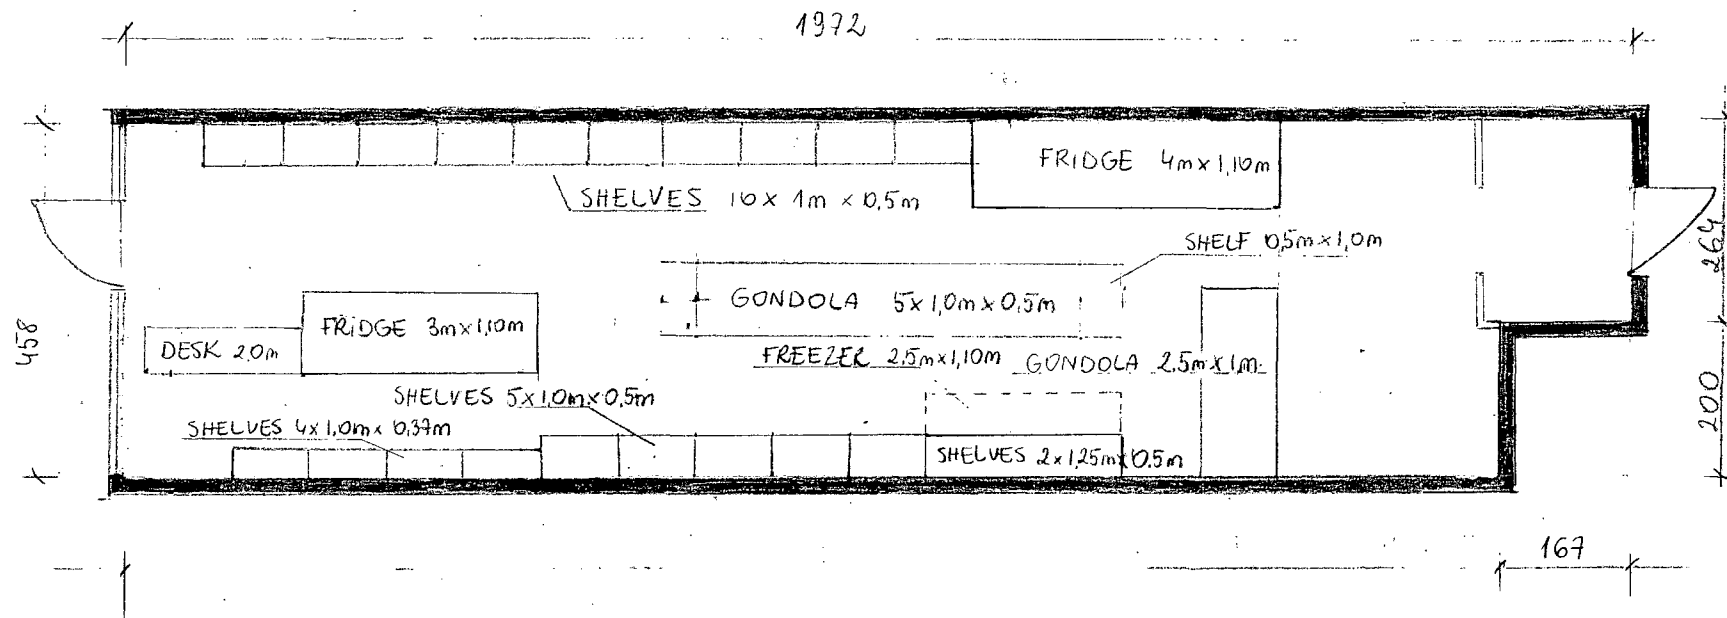 1972
FRIDGE 4m x 1,10m
SHELVES 10 x 1m x 0,5m
SHELF 0,5m x 1,0m
264
GONDOLA 5 x 1,0m x 0,5m
FRIDGE 3m x 1,10m
458
DESK 2,0m
FREEZER 2,5m x 1,10m
GONDOLA 2,5m x 1m
SHELVES 5 x 1,0m x 0,5m
200
SHELVES 4 x 1,0m x 0,37m
SHELVES 2 x 1,25m x 0,5m
167